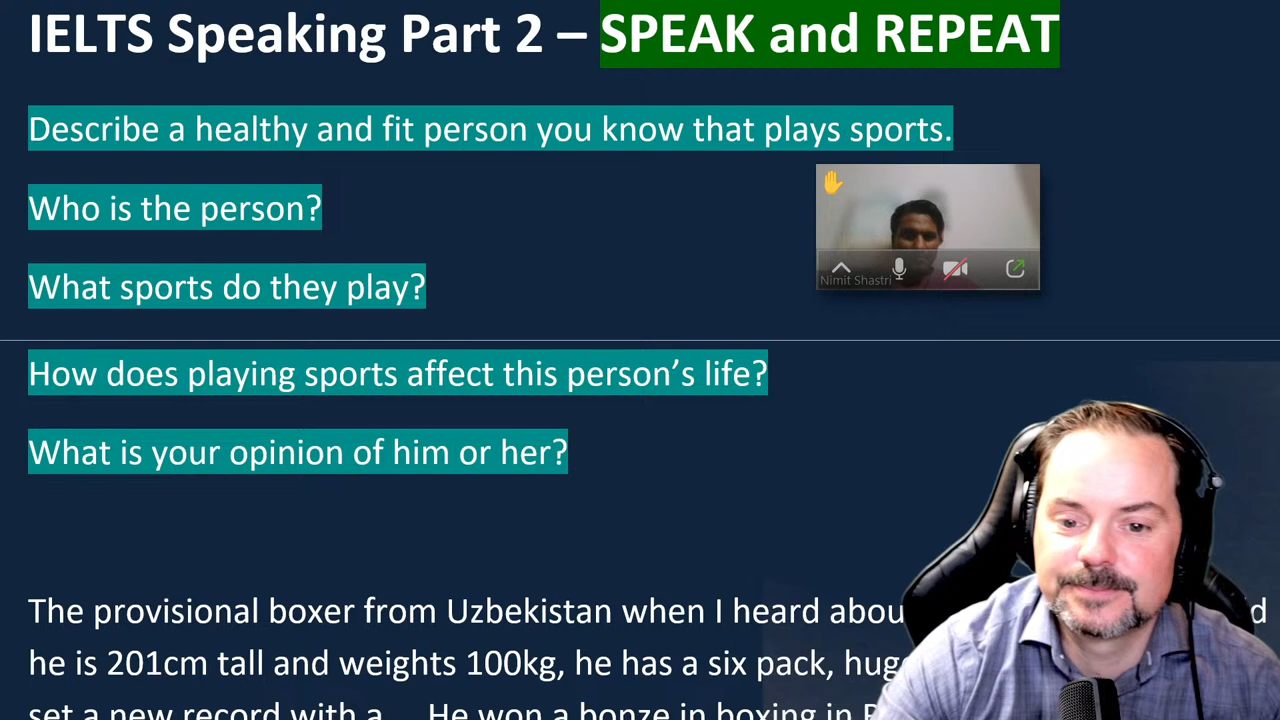 IELTS Speaking Part 2 – SPEAK and REPEAT
Describe a healthy and fit person you know that plays sports.
Who is the person?
Nimit Shastri
What sports do they play?
How does playing sports affect this person’s life?
What is your opinion of him or her?
The provisional boxer from Uzbekistan when I heard
he is 201cm tall and weights 100kg, he has a six pack,
set a new record with a ... He won a bonze in boxing in